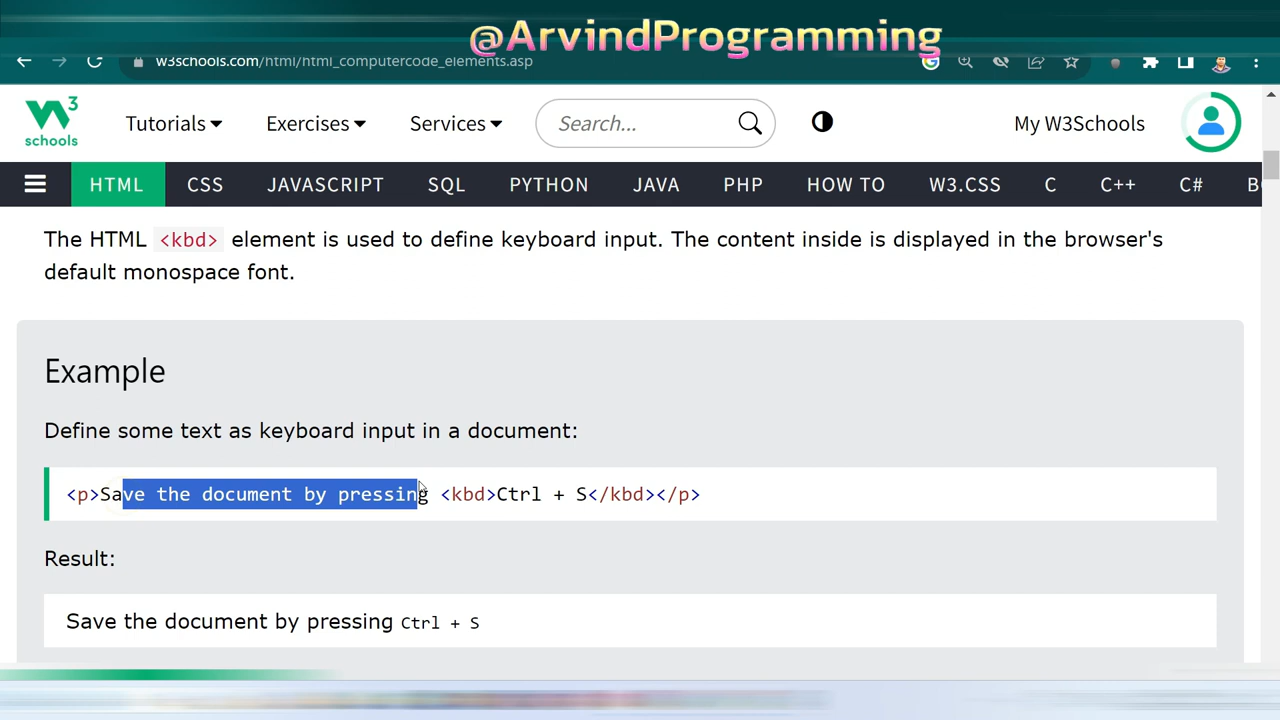 @ArvindProgramming
w3schools.com/html/html_computercode_elements.asp
W3 schools Tutorials Exercises Services Search... My W3Schools
HTML CSS JAVASCRIPT SQL PYTHON JAVA PHP HOW TO W3.CSS C C++ C# B
The HTML <kbd> element is used to define keyboard input. The content inside is displayed in the browser's
default monospace font.
Example
Define some text as keyboard input in a document:
<p>Save the document by pressing <kbd>Ctrl + S</kbd></p>
Result:
Save the document by pressing Ctrl + S